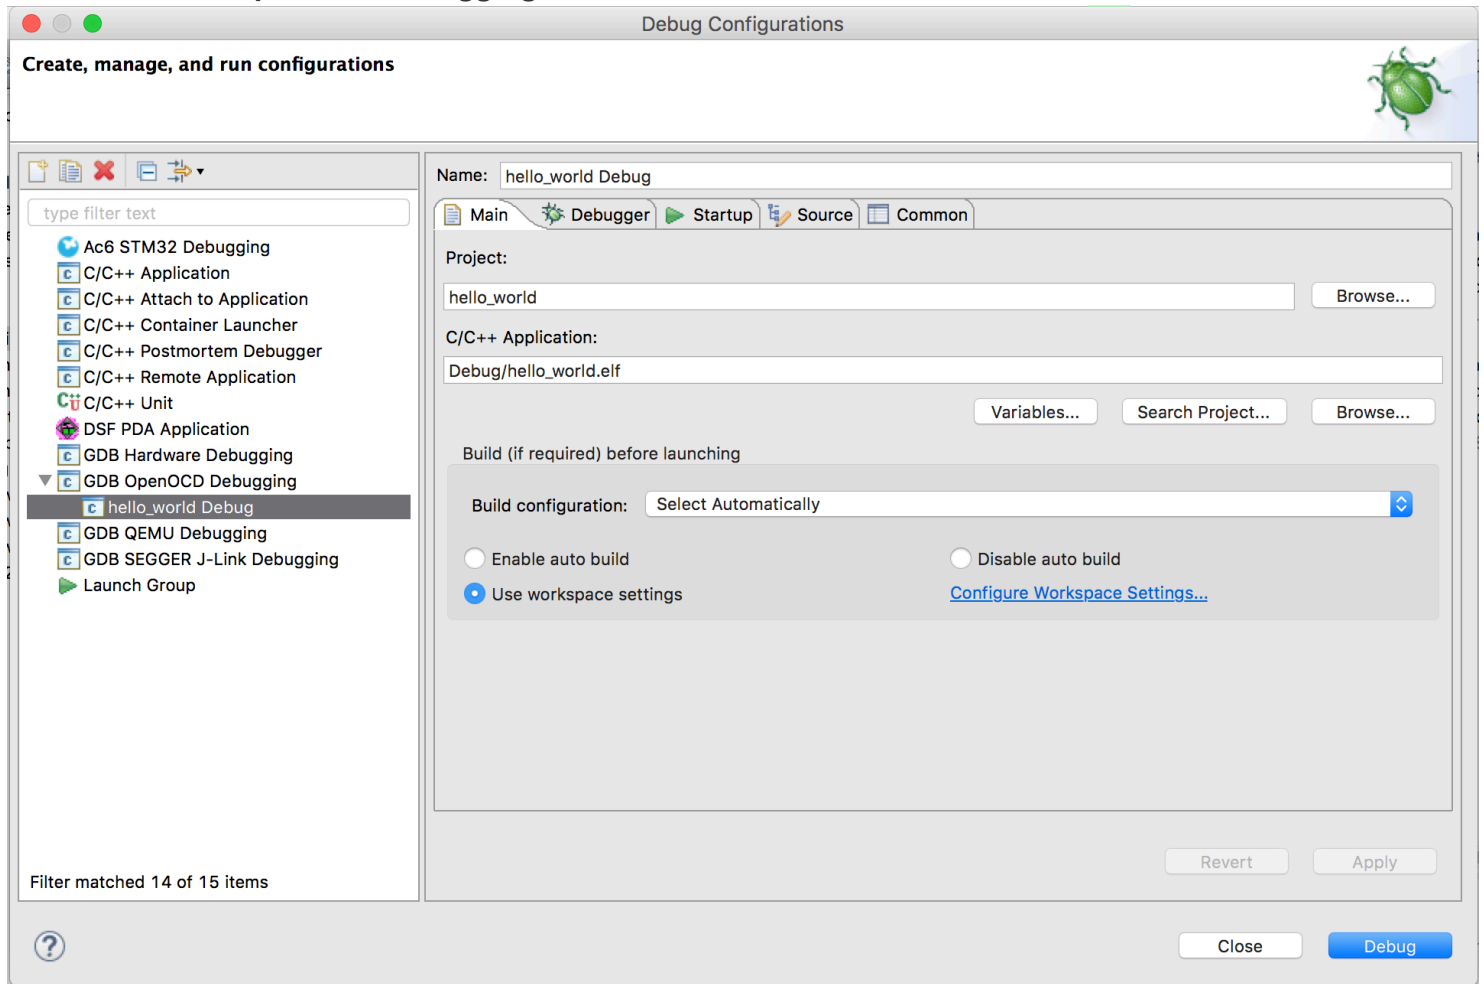 Debug Configurations
Create, manage, and run configurations
type filter text
Ac6 STM32 Debugging
C/C++ Application
C/C++ Attach to Application
C/C++ Container Launcher
C/C++ Postmortem Debugger
C/C++ Remote Application
C/C++ Unit
DSF PDA Application
GDB Hardware Debugging
GDB OpenOCD Debugging
hello_world Debug
GDB QEMU Debugging
GDB SEGGER J-Link Debugging
Launch Group
Filter matched 14 of 15 items
Name: hello_world Debug
Main Debugger Startup Source Common
Project:
hello_world Browse...
C/C++ Application:
Debug/hello_world.elf
Variables... Search Project... Browse...
Build (if required) before launching
Build configuration: Select Automatically
Enable auto build Disable auto build
Use workspace settings Configure Workspace Settings...
Revert Apply
? Close Debug